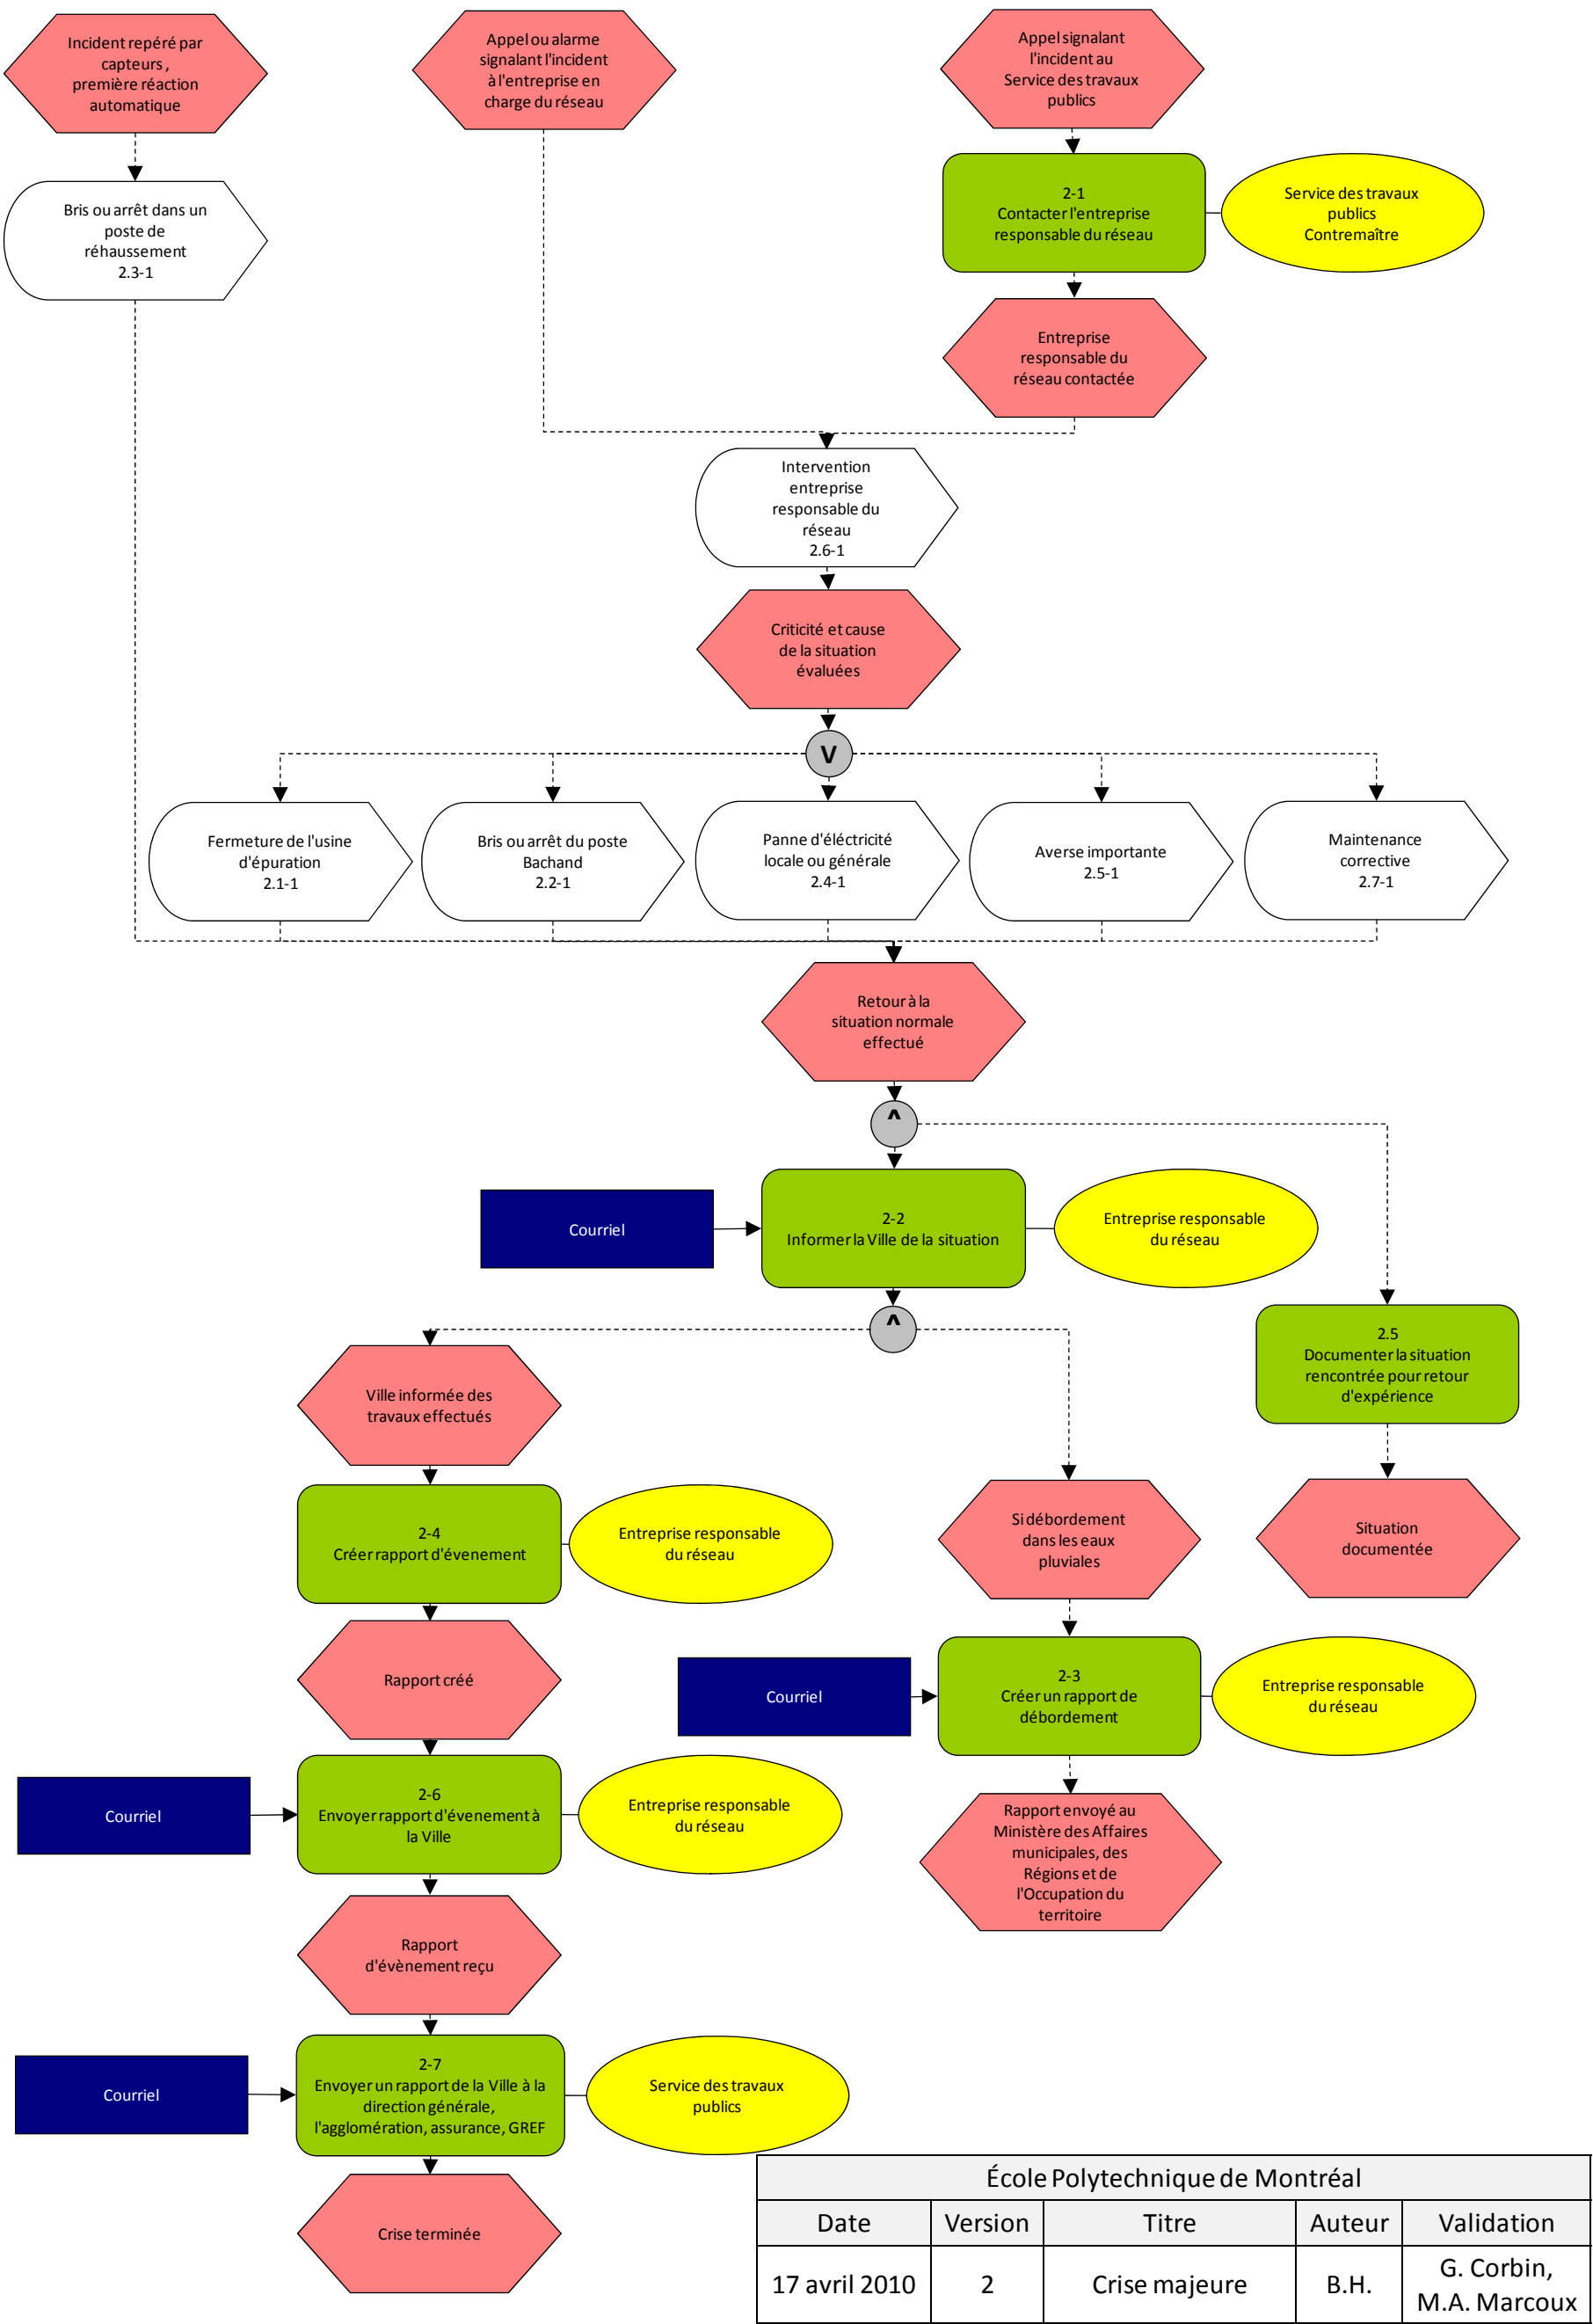 Incident repéré par
capteurs ,
première réaction
automatique
Appel ou alarme
signalant l'incident
à l'entreprise en
charge du réseau
Appel signalant
l'incident au
Service des travaux
publics
Bris ou arrêt dans un
poste de
réhaussement
2.3-1
2-1
Contacter l'entreprise
responsable du réseau
Service des travaux
publics
Contremaître
Entreprise
responsable du
réseau contactée
Intervention
entreprise
responsable du
réseau
2.6-1
Criticité et cause
de la situation
évaluées
V
Fermeture de l'usine
d'épuration
2.1-1
Bris ou arrêt du poste
Bachand
2.2-1
Panne d'éléctricité
locale ou générale
2.4-1
Averse importante
2.5-1
Maintenance
corrective
2.7-1
Retour à la
situation normale
effectué
^
Courriel
2-2
Informer la Ville de la situation
Entreprise responsable
du réseau
^
2.5
Documenter la situation
rencontrée pour retour
d'expérience
Ville informée des
travaux effectués
Si débordement
dans les eaux
pluviales
Situation
documentée
2-4
Créer rapport d'évenement
Entreprise responsable
du réseau
Rapport créé
Courriel
2-3
Créer un rapport de
débordement
Entreprise responsable
du réseau
Courriel
2-6
Envoyer rapport d'évenement à
la Ville
Entreprise responsable
du réseau
Rapport envoyé au
Ministère des Affaires
municipales, des
Régions et de
l'Occupation du
territoire
Rapport
d'évènement reçu
Courriel
2-7
Envoyer un rapport de la Ville à la
direction générale,
l'agglomération, assurance, GREF
Service des travaux
publics
Crise terminée
École Polytechnique de Montréal
Date Version Titre Auteur Validation
17 avril 2010 2 Crise majeure B.H. G. Corbin,
M.A. Marcoux